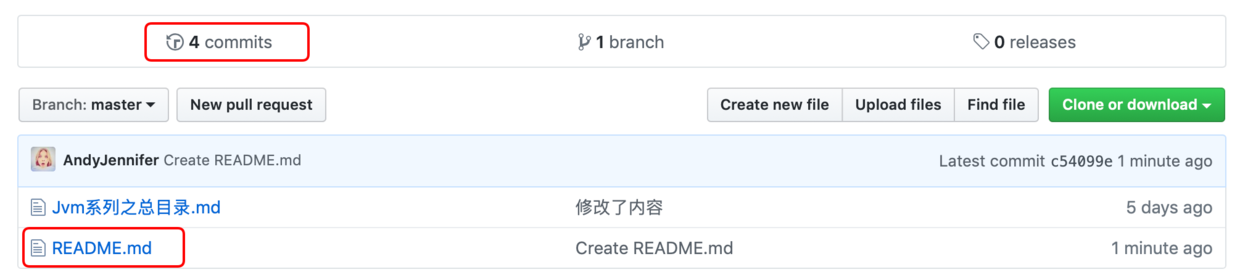 4 commits 1 branch 0 releases
Branch: master New pull request Create new file Upload files Find file Clone or download
AndyJennifer Create README.md Latest commit c54099e 1 minute ago
Jvm系列之总目录.md 修改了内容 5 days ago
README.md Create README.md 1 minute ago